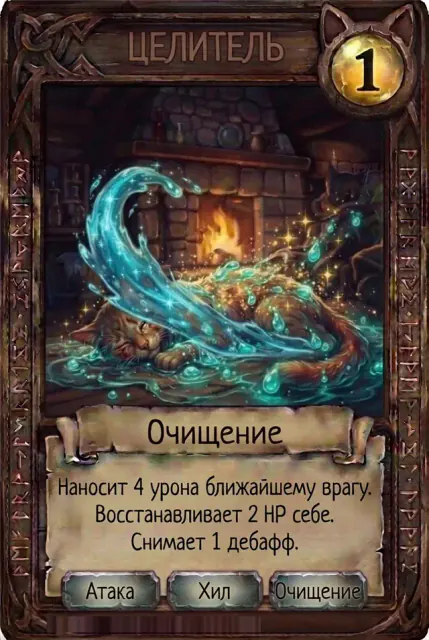 ЦЕЛИТЕЛЬ
1
Очищение
Наносит 4 урона ближайшему врагу.
Восстанавливает 2 HP себе.
Снимает 1 дебафф.
Атака
Хил
Очищение